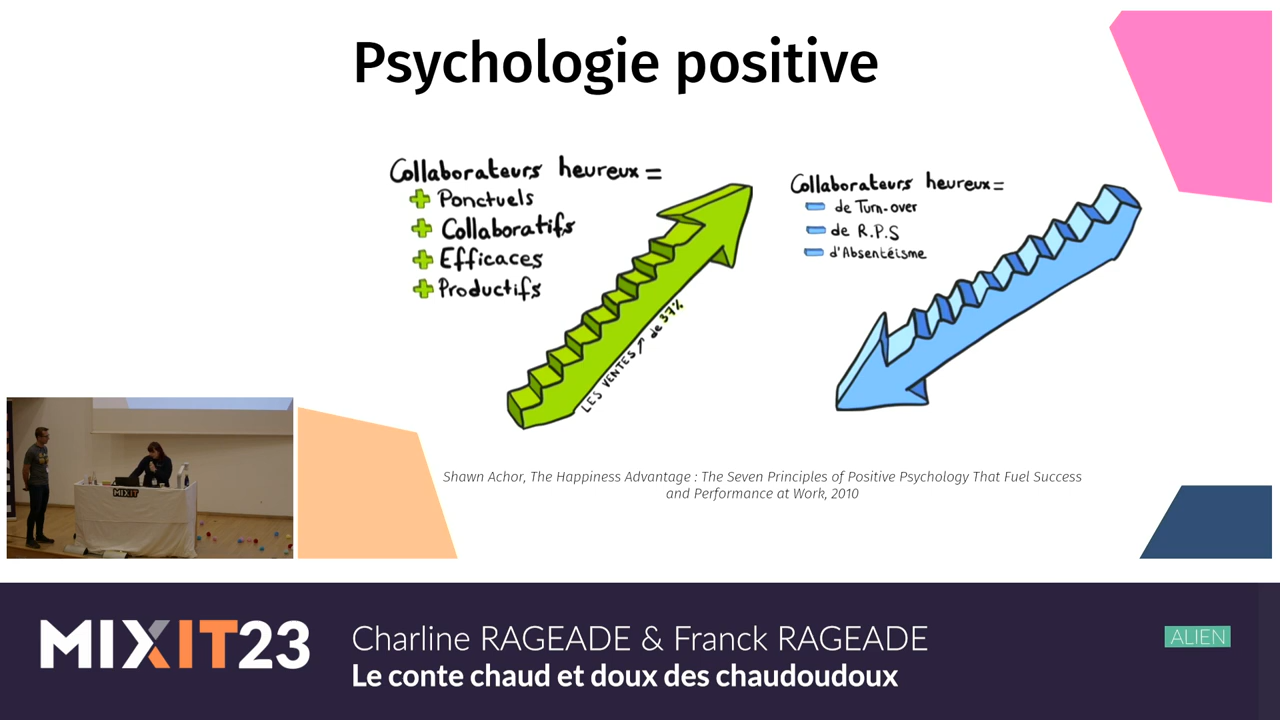 Psychologie positive
Collaborateurs heureux =
+ Ponctuels
+ Collaboratifs
+ Efficaces
+ Productifs
LES VENTES ↗ de 37%
Collaborateurs heureux =
- de Turn-over
- de R.P.S
- d'Absentéisme
Shawn Achor, The Happiness Advantage : The Seven Principles of Positive Psychology That Fuel Success
and Performance at Work, 2010
MIXIT
MIXIT23
Charline RAGEADE & Franck RAGEADE
Le conte chaud et doux des chaudoudoux
ALIEN